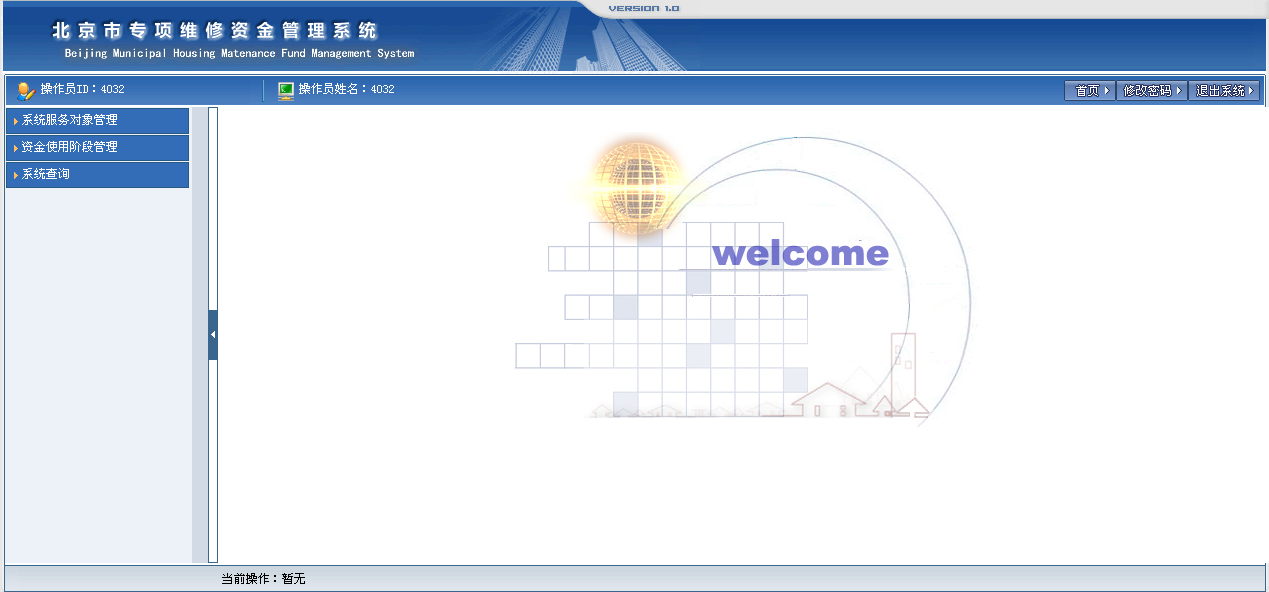 VERSION 1.0
北京市专项维修资金管理系统
Beijing Municipal Housing Matenance Fund Management System
操作员ID：4032
操作员姓名：4032
首页
修改密码
退出系统
系统服务对象管理
资金使用阶段管理
系统查询
welcome
当前操作：暂无